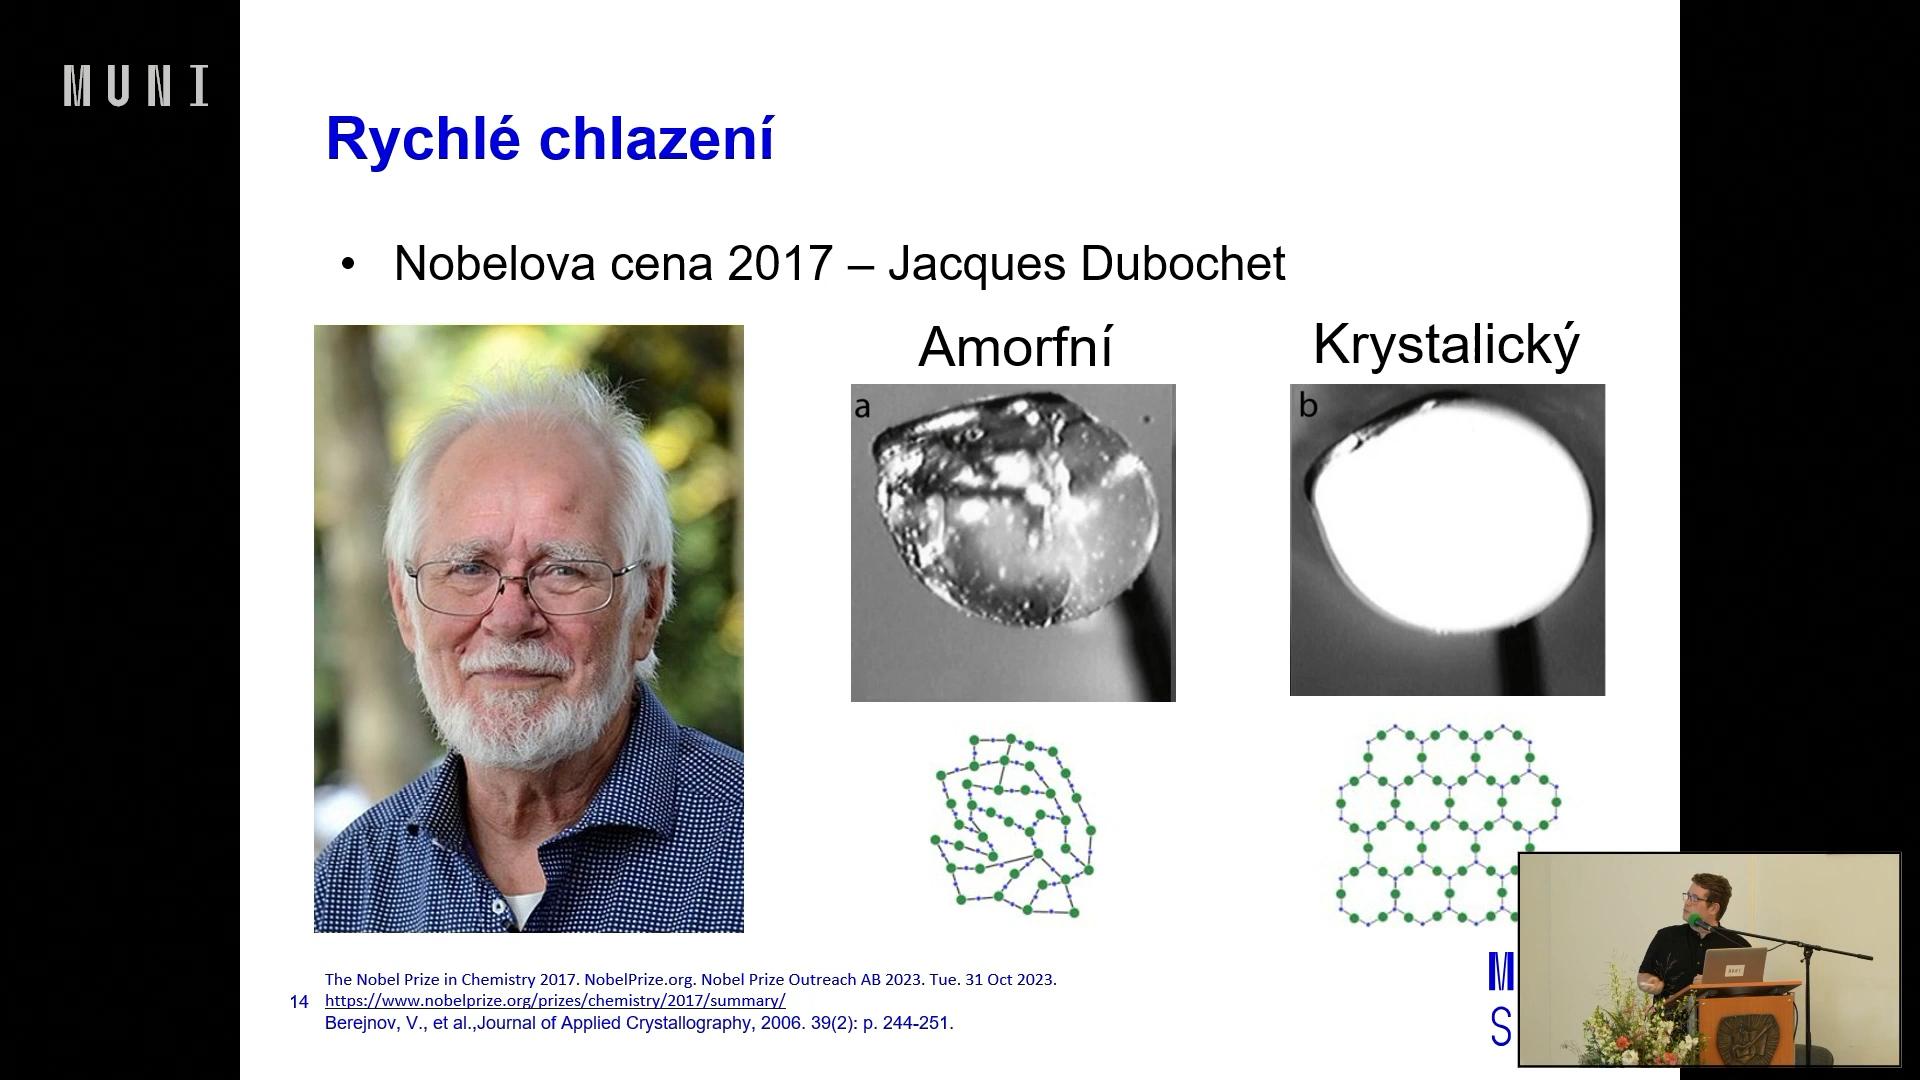 MUNI
Rychlé chlazení
• Nobelova cena 2017 – Jacques Dubochet
Amorfní
Krystalický
a
b
The Nobel Prize in Chemistry 2017. NobelPrize.org. Nobel Prize Outreach AB 2023. Tue. 31 Oct 2023.
14 https://www.nobelprize.org/prizes/chemistry/2017/summary/
Berejnov, V., et al.,Journal of Applied Crystallography, 2006. 39(2): p. 244-251.
M
S
MUNI